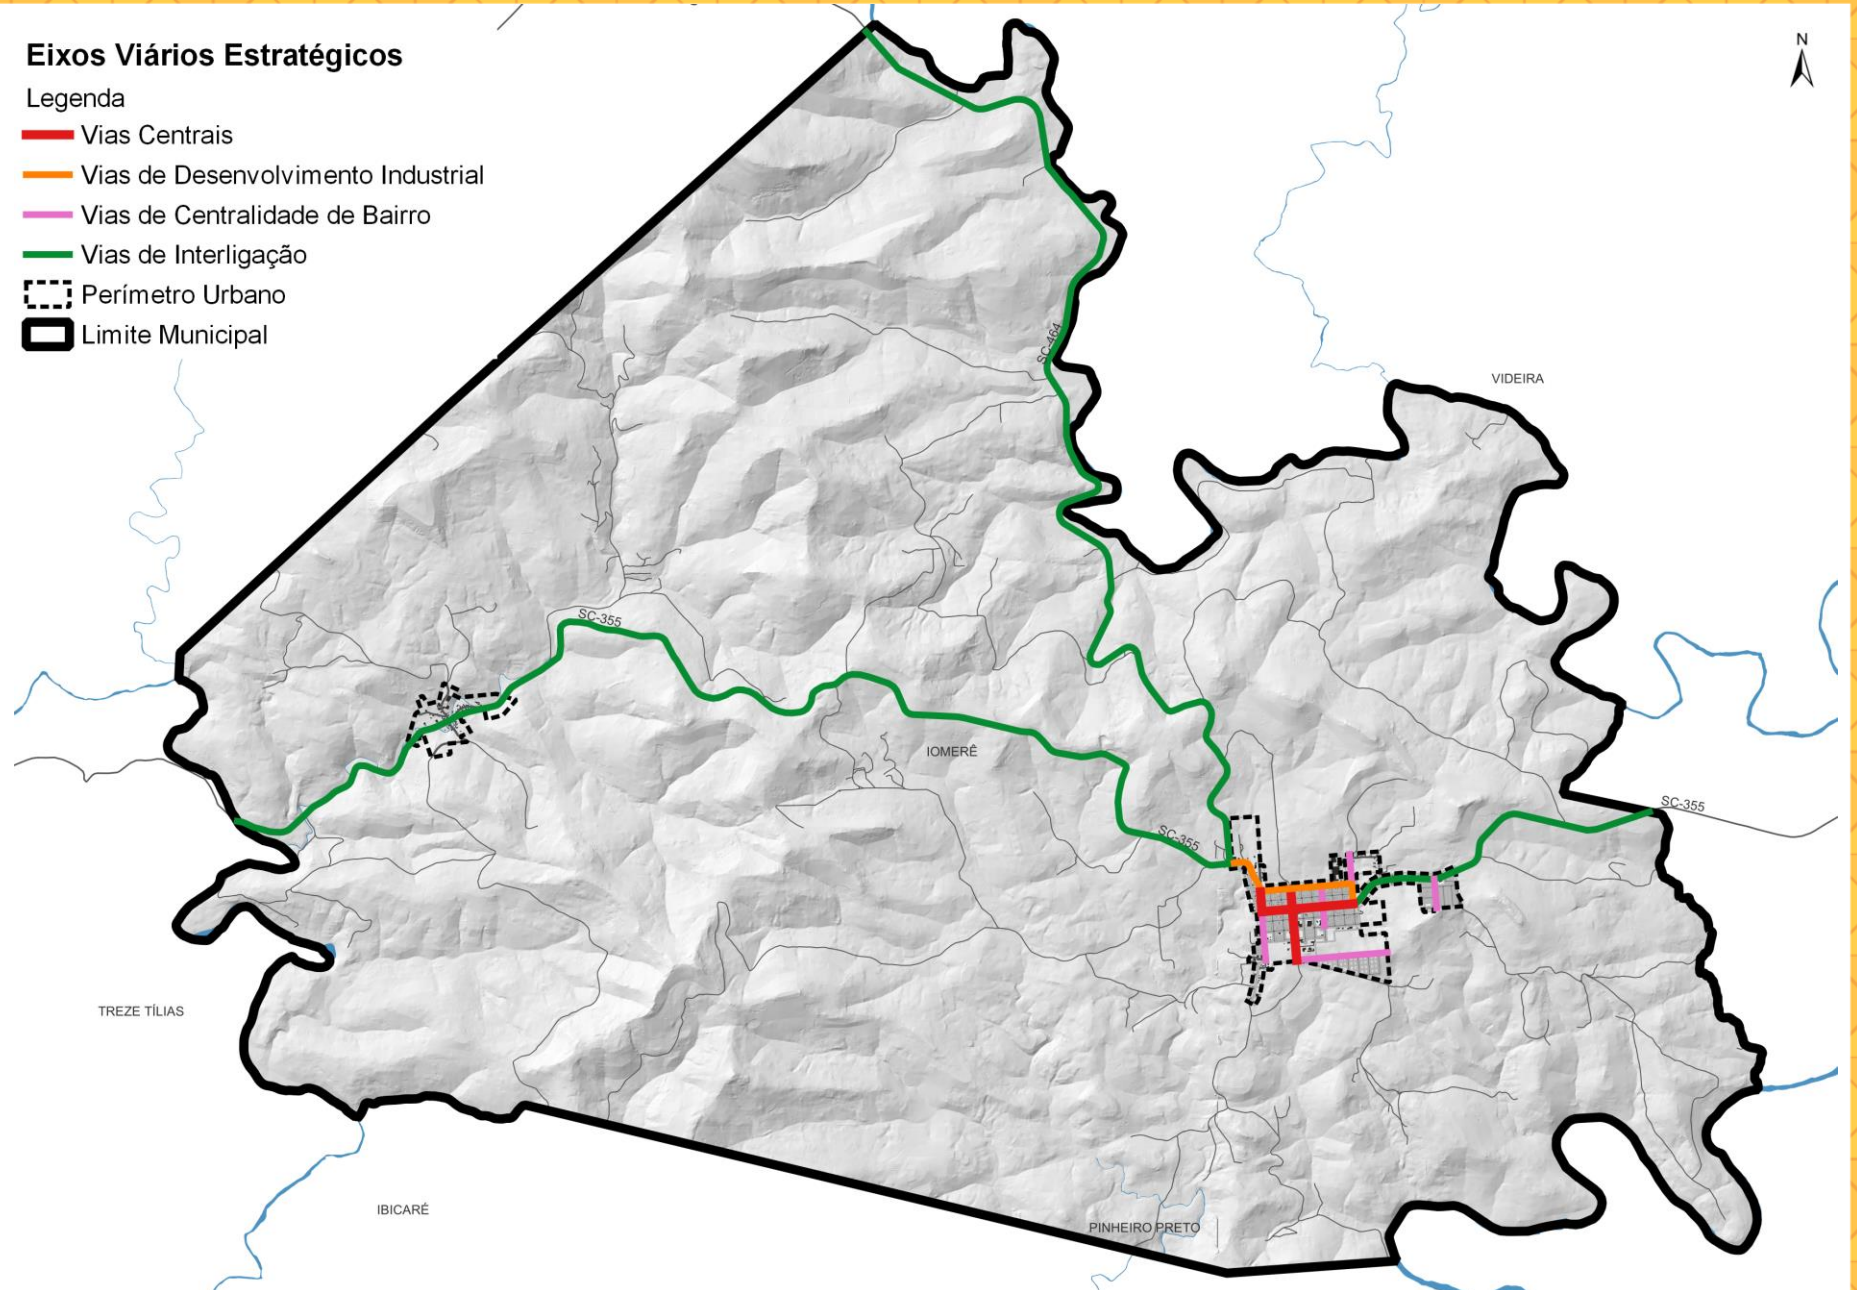 Eixos Viários Estratégicos
Legenda
Vias Centrais
Vias de Desenvolvimento Industrial
Vias de Centralidade de Bairro
Vias de Interligação
Perímetro Urbano
Limite Municipal
N
SC-464
VIDEIRA
SC-355
IOMERÊ
SC-355
SC-355
TREZE TÍLIAS
IBICARÉ
PINHEIRO PRETO